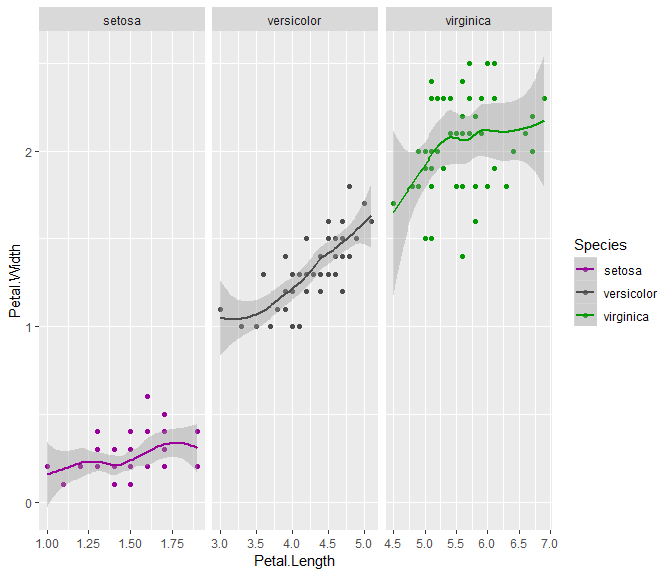 setosa versicolor virginica
2
1
0
Petal.Width
1.00 1.25 1.50 1.75 3.0 3.5 4.0 4.5 5.0 4.5 5.0 5.5 6.0 6.5 7.0
Petal.Length
Species
setosa
versicolor
virginica